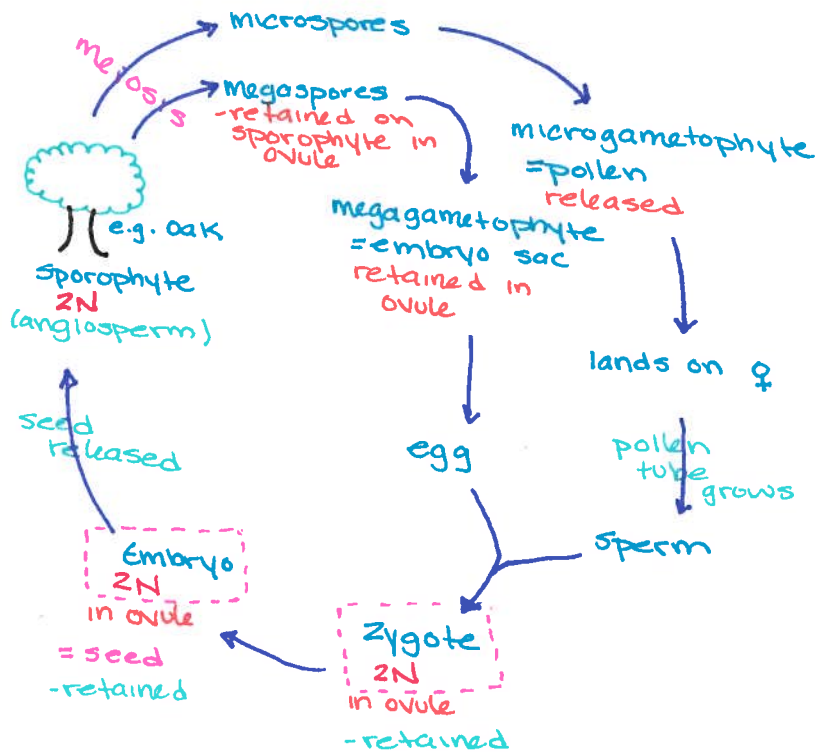 meiosis
microspores
megaspores
-retained on
sporophyte in
ovule
microgametophyte
=pollen
released
megagametophyte
=embryo sac
retained in
ovule
e.g. oak
sporophyte
2N
(angiosperm)
lands on ♀
pollen
tube
grows
egg
sperm
zygote
2N
in ovule
-retained
Embryo
2N
in ovule
=seed
-retained
seed
released